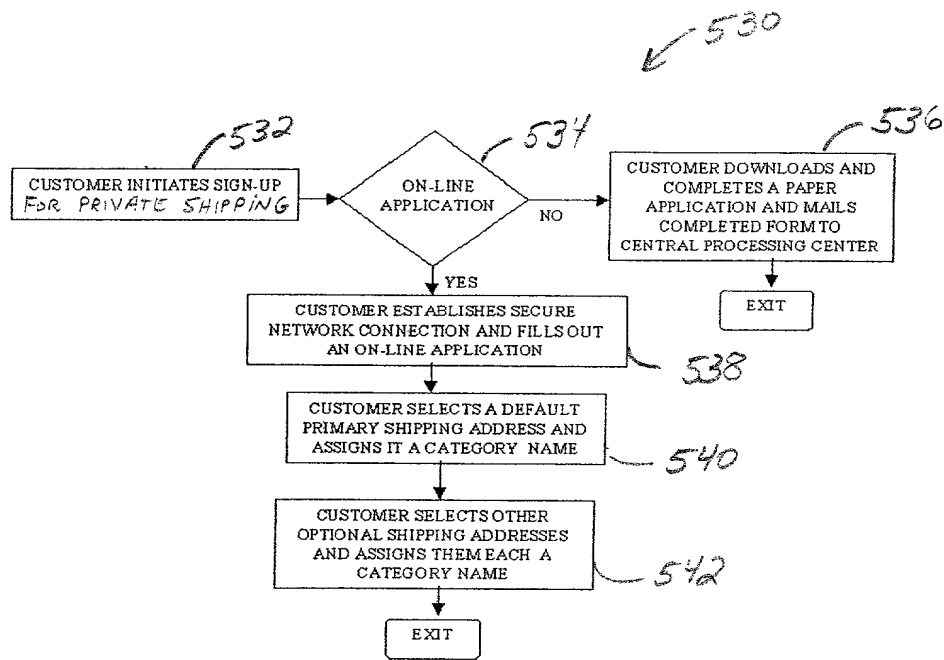 530
532
534
536
CUSTOMER INITIATES SIGN-UP
FOR PRIVATE SHIPPING
ON-LINE
APPLICATION
NO
CUSTOMER DOWNLOADS AND
COMPLETES A PAPER
APPLICATION AND MAILS
COMPLETED FORM TO
CENTRAL PROCESSING CENTER
EXIT
YES
CUSTOMER ESTABLISHES SECURE
NETWORK CONNECTION AND FILLS OUT
AN ON-LINE APPLICATION
538
CUSTOMER SELECTS A DEFAULT
PRIMARY SHIPPING ADDRESS AND
ASSIGNS IT A CATEGORY NAME
540
CUSTOMER SELECTS OTHER
OPTIONAL SHIPPING ADDRESSES
AND ASSIGNS THEM EACH A
CATEGORY NAME
542
EXIT